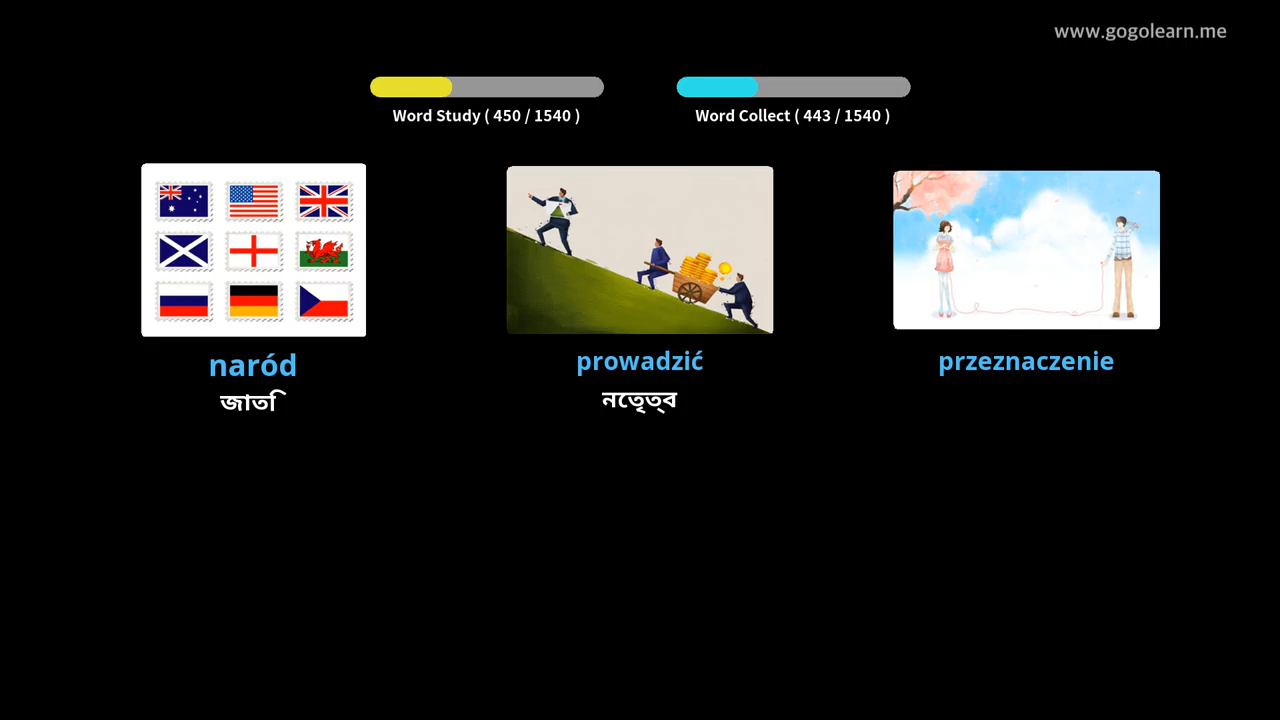 www.gogolearn.me
Word Study ( 450 / 1540 )
Word Collect ( 443 / 1540 )
naród
জাতি
prowadzić
নেতৃত্ব
przeznaczenie